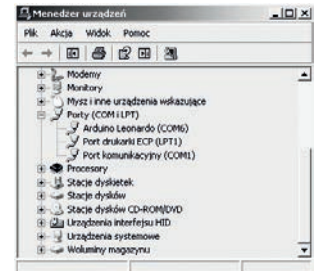 Menedżer urządzeń
Plik Akcja Widok Pomoc
Modemy
Monitory
Mysz i inne urządzenia wskazujące
Porty (COM i LPT)
Arduino Leonardo (COM6)
Port drukarki ECP (LPT1)
Port komunikacyjny (COM1)
Procesory
Stacje dyskietek
Stacje dysków
Stacje dysków CD-ROM/DVD
Urządzenia interfejsu HID
Urządzenia systemowe
Woluminy magazynu